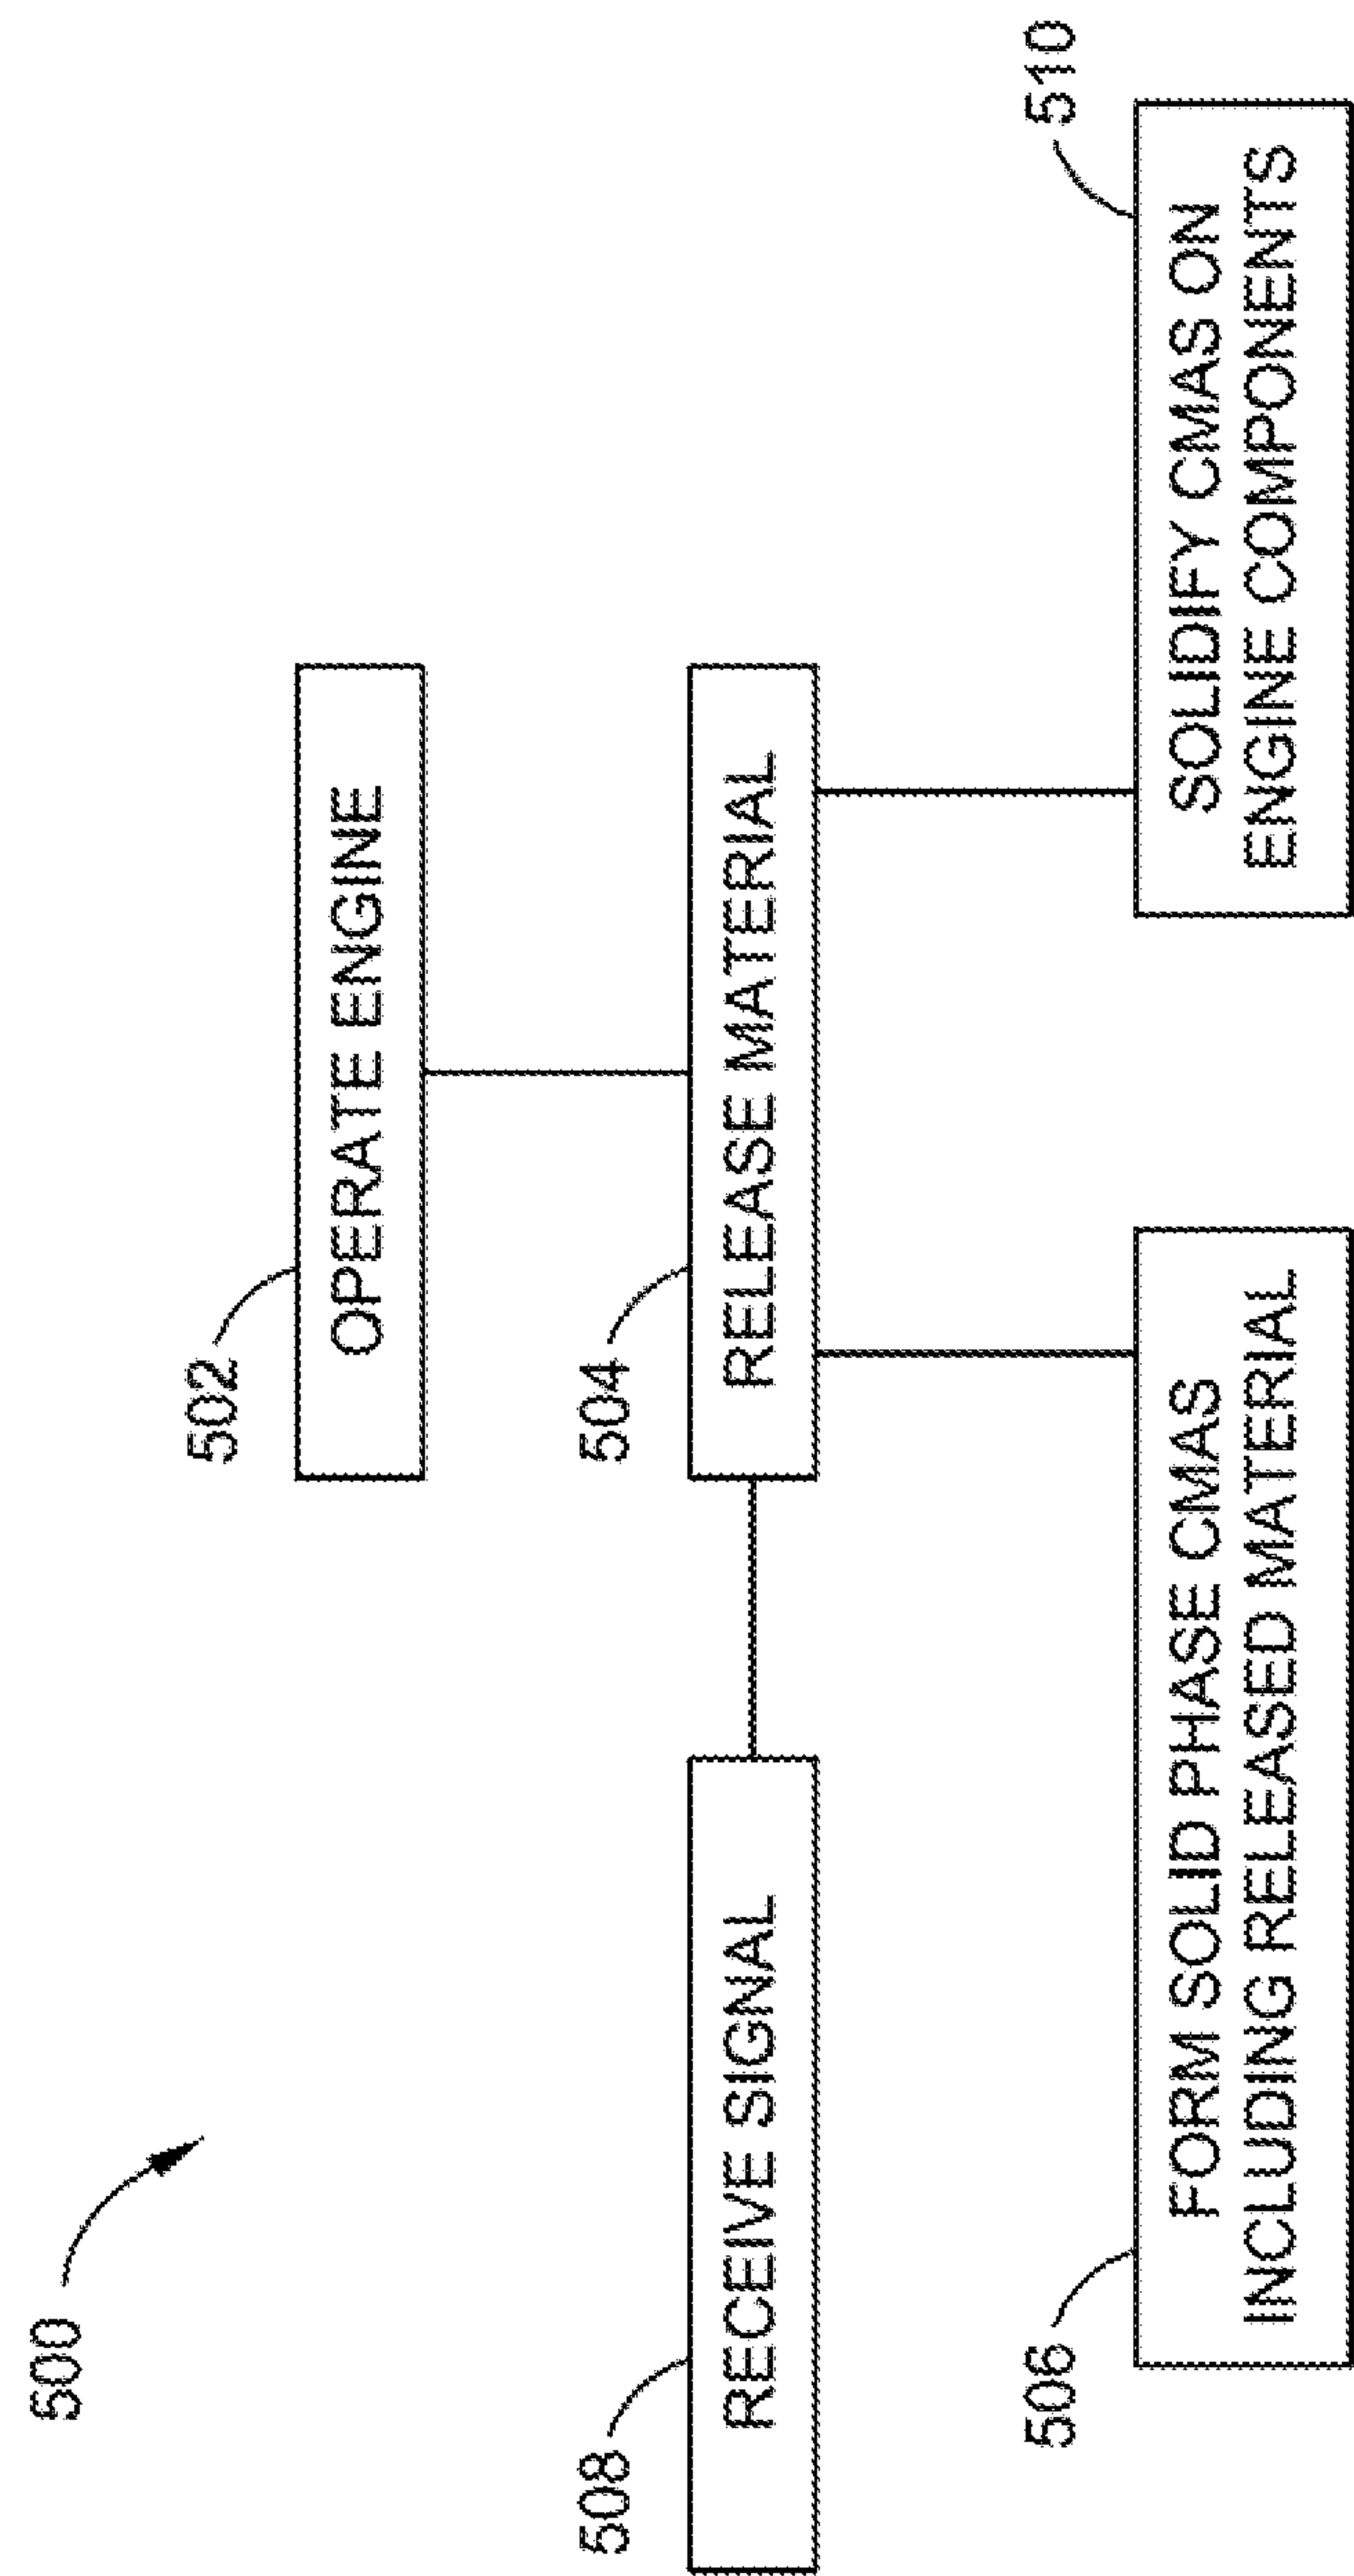 500
502
OPERATE ENGINE
508
RECEIVE SIGNAL
504
RELEASE MATERIAL
506
FORM SOLID PHASE CMAS
INCLUDING RELEASED MATERIAL
510
SOLIDIFY CMAS ON
ENGINE COMPONENTS